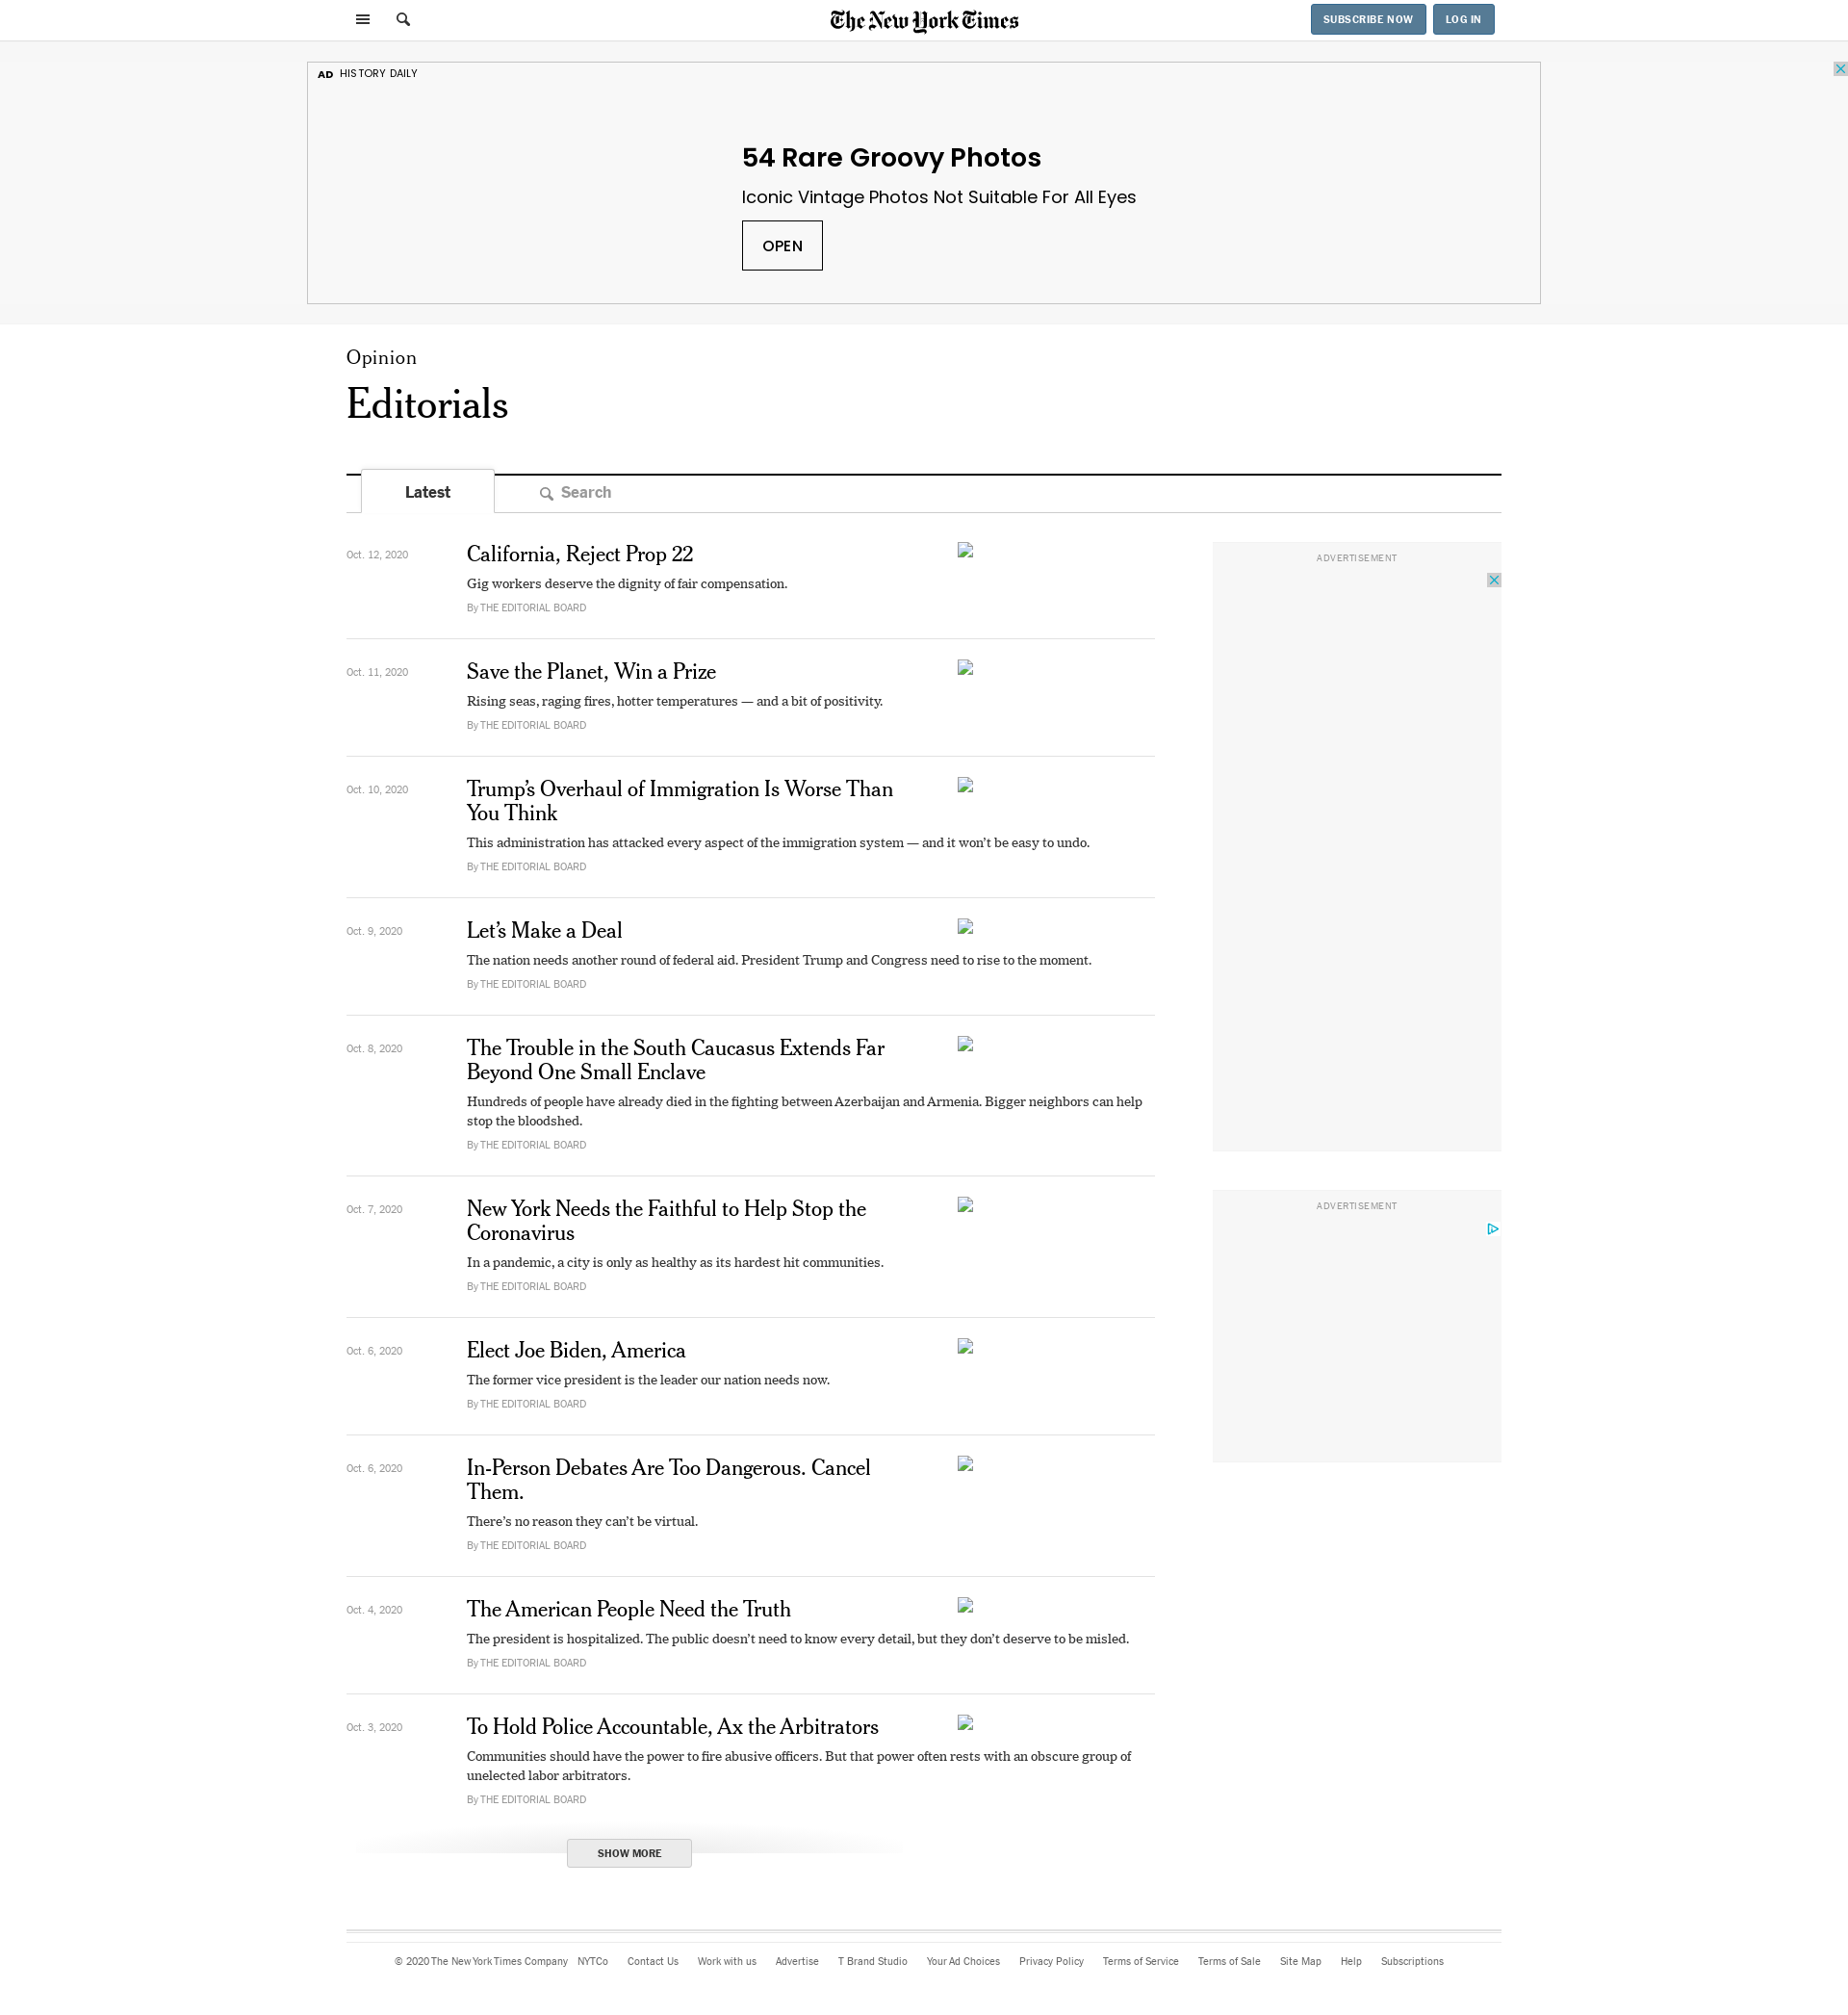 The New York Times
SUBSCRIBE NOW
LOG IN
AD HISTORY DAILY
54 Rare Groovy Photos
Iconic Vintage Photos Not Suitable For All Eyes
OPEN
Opinion
Editorials
Latest
Search
Oct. 12, 2020
California, Reject Prop 22
Gig workers deserve the dignity of fair compensation.
By THE EDITORIAL BOARD
Oct. 11, 2020
Save the Planet, Win a Prize
Rising seas, raging fires, hotter temperatures — and a bit of positivity.
By THE EDITORIAL BOARD
Oct. 10, 2020
Trump’s Overhaul of Immigration Is Worse Than
You Think
This administration has attacked every aspect of the immigration system — and it won’t be easy to undo.
By THE EDITORIAL BOARD
Oct. 9, 2020
Let’s Make a Deal
The nation needs another round of federal aid. President Trump and Congress need to rise to the moment.
By THE EDITORIAL BOARD
Oct. 8, 2020
The Trouble in the South Caucasus Extends Far
Beyond One Small Enclave
Hundreds of people have already died in the fighting between Azerbaijan and Armenia. Bigger neighbors can help
stop the bloodshed.
By THE EDITORIAL BOARD
Oct. 7, 2020
New York Needs the Faithful to Help Stop the
Coronavirus
In a pandemic, a city is only as healthy as its hardest hit communities.
By THE EDITORIAL BOARD
Oct. 6, 2020
Elect Joe Biden, America
The former vice president is the leader our nation needs now.
By THE EDITORIAL BOARD
Oct. 6, 2020
In-Person Debates Are Too Dangerous. Cancel
Them.
There’s no reason they can’t be virtual.
By THE EDITORIAL BOARD
Oct. 4, 2020
The American People Need the Truth
The president is hospitalized. The public doesn’t need to know every detail, but they don’t deserve to be misled.
By THE EDITORIAL BOARD
Oct. 3, 2020
To Hold Police Accountable, Ax the Arbitrators
Communities should have the power to fire abusive officers. But that power often rests with an obscure group of
unelected labor arbitrators.
By THE EDITORIAL BOARD
SHOW MORE
ADVERTISEMENT
ADVERTISEMENT
© 2020 The New York Times Company NYTCo Contact Us Work with us Advertise T Brand Studio Your Ad Choices Privacy Policy Terms of Service Terms of Sale Site Map Help Subscriptions